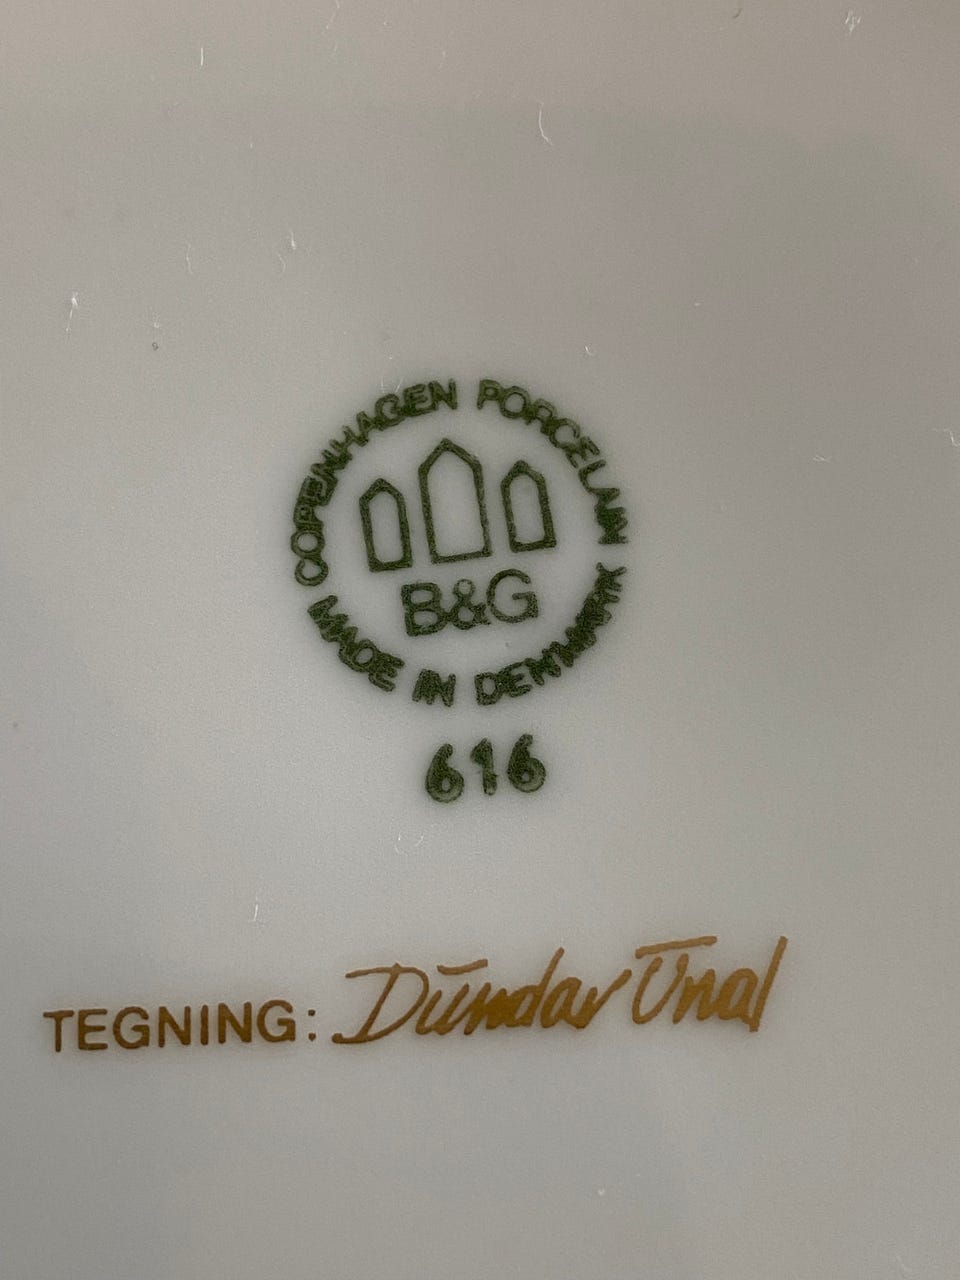 COPENHAGEN PORCELAIN
B&G
MADE IN DENMARK
616
TEGNING: Dündar Ünal